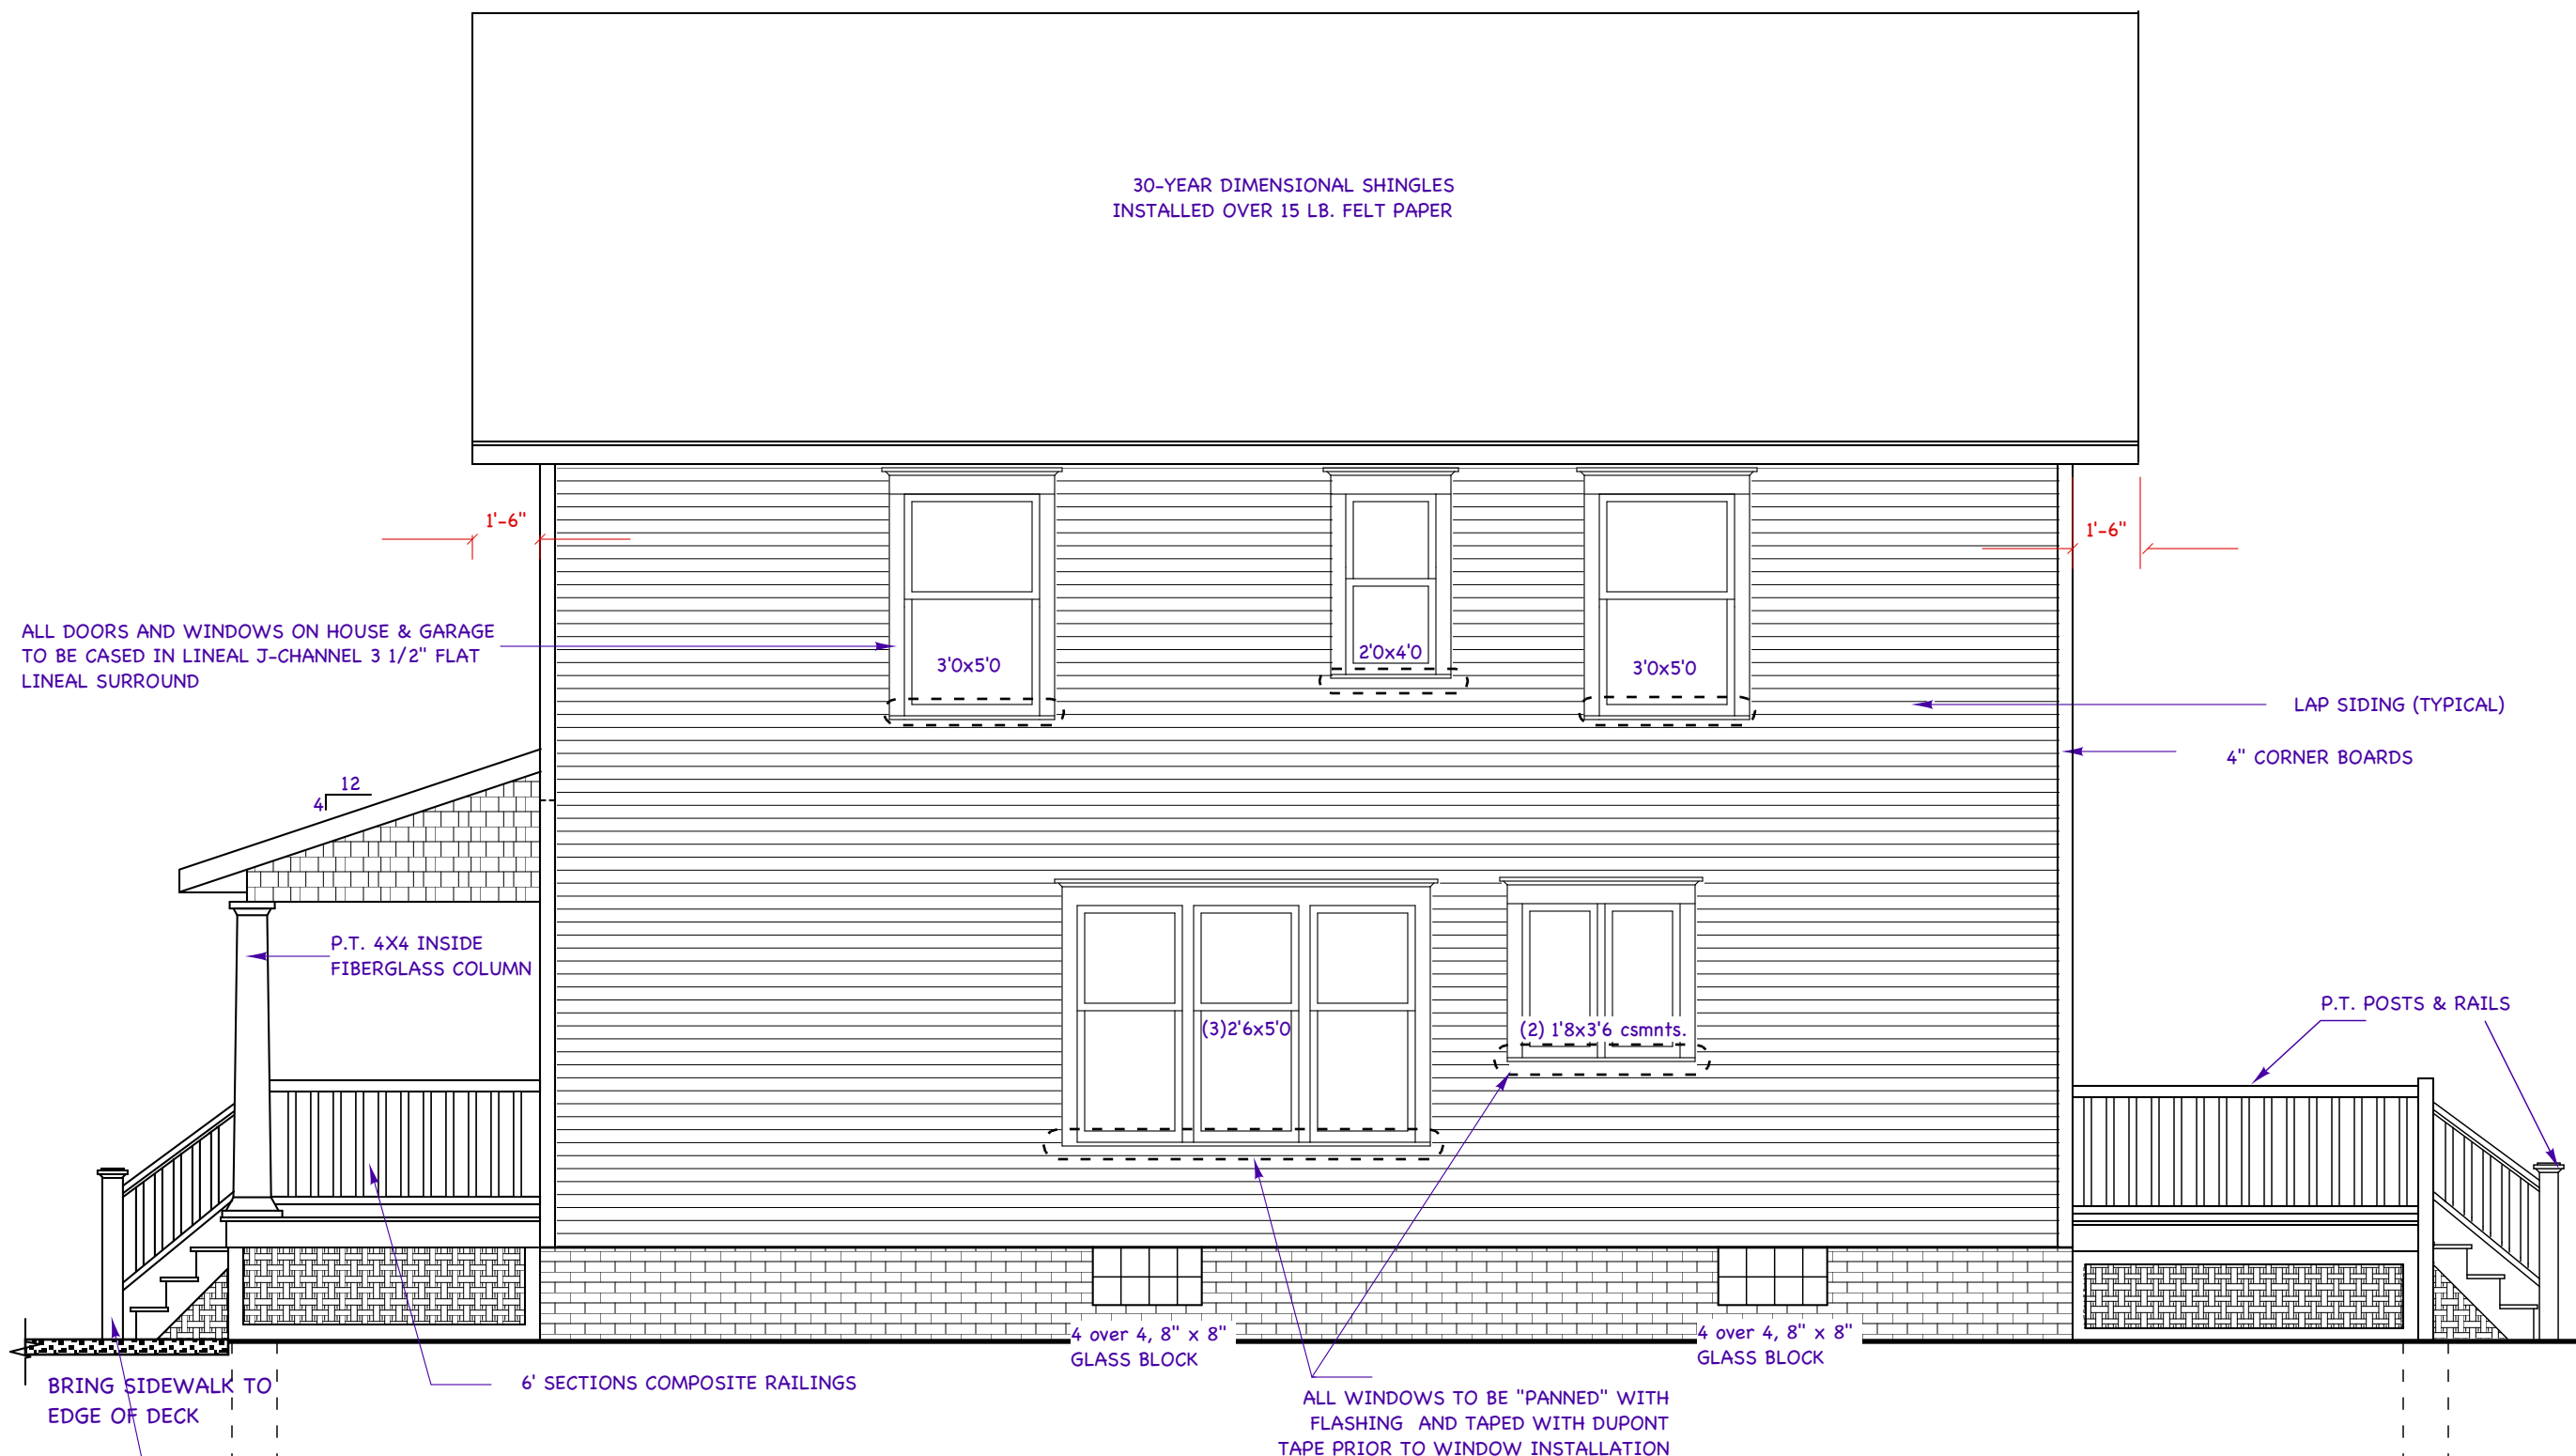 30-YEAR DIMENSIONAL SHINGLES
INSTALLED OVER 15 LB. FELT PAPER
1'-6"
1'-6"
ALL DOORS AND WINDOWS ON HOUSE & GARAGE
TO BE CASED IN LINEAL J-CHANNEL 3 1/2" FLAT
LINEAL SURROUND
3'0x5'0
2'0x4'0
3'0x5'0
LAP SIDING (TYPICAL)
4" CORNER BOARDS
12
4
P.T. 4X4 INSIDE
FIBERGLASS COLUMN
(3)2'6x5'0
(2) 1'8x3'6 csmnts.
P.T. POSTS & RAILS
4 over 4, 8" x 8"
GLASS BLOCK
4 over 4, 8" x 8"
GLASS BLOCK
BRING SIDEWALK TO
EDGE OF DECK
6' SECTIONS COMPOSITE RAILINGS
ALL WINDOWS TO BE "PANNED" WITH
FLASHING AND TAPED WITH DUPONT
TAPE PRIOR TO WINDOW INSTALLATION